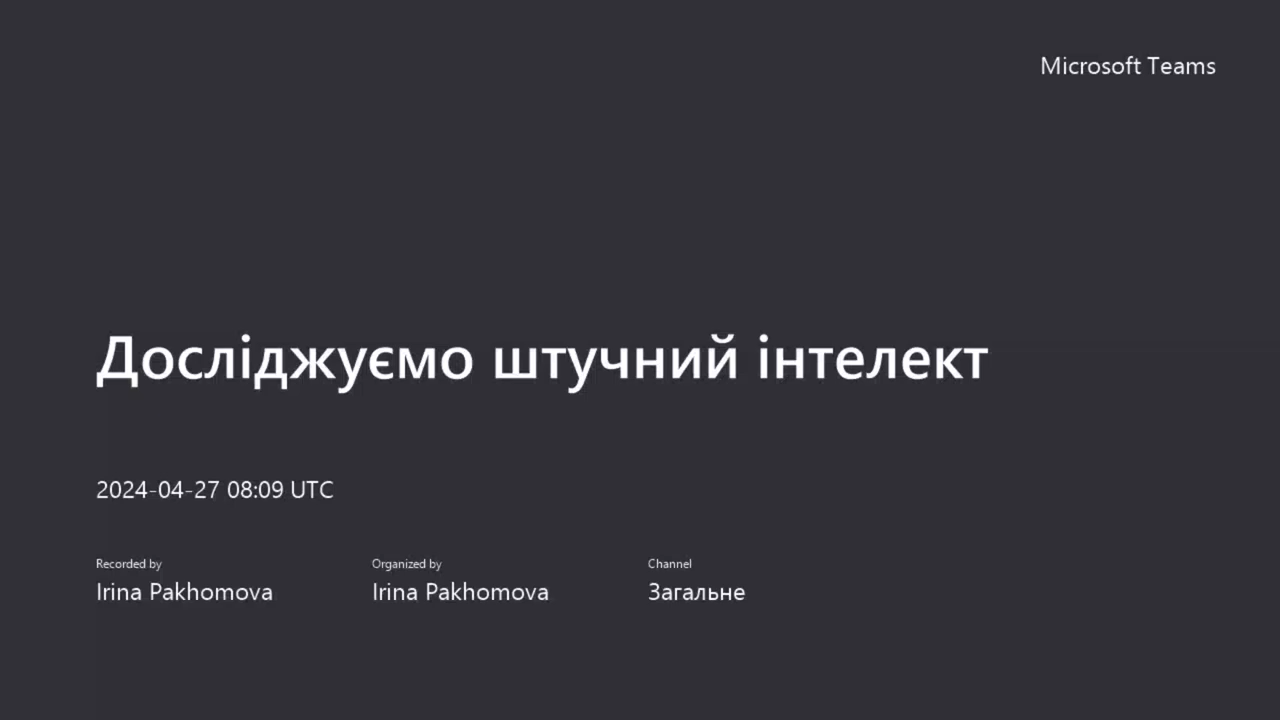 Microsoft Teams
Досліджуємо штучний інтелект
2024-04-27 08:09 UTC
Recorded by
Irina Pakhomova
Organized by
Irina Pakhomova
Channel
Загальне